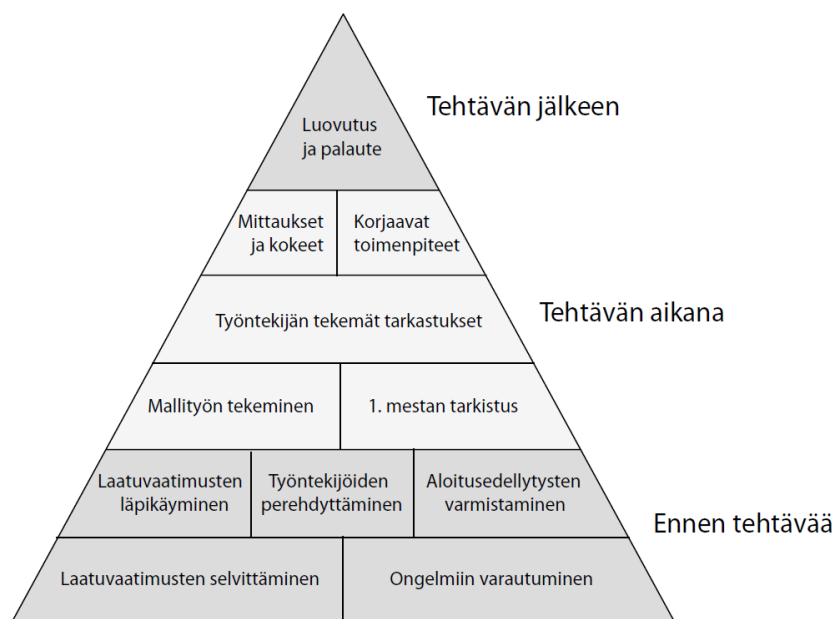 Tehtävän jälkeen
Luovutus
ja palaute
Mittaukset
ja kokeet
Korjaavat
toimenpiteet
Tehtävän aikana
Työntekijän tekemät tarkastukset
Mallityön tekeminen
1. mestan tarkistus
Laatuvaatimusten
läpikäyminen
Työntekijöiden
perehdyttäminen
Aloitusedellytysten
varmistaminen
Ennen tehtävää
Laatuvaatimusten selvittäminen
Ongelmiin varautuminen